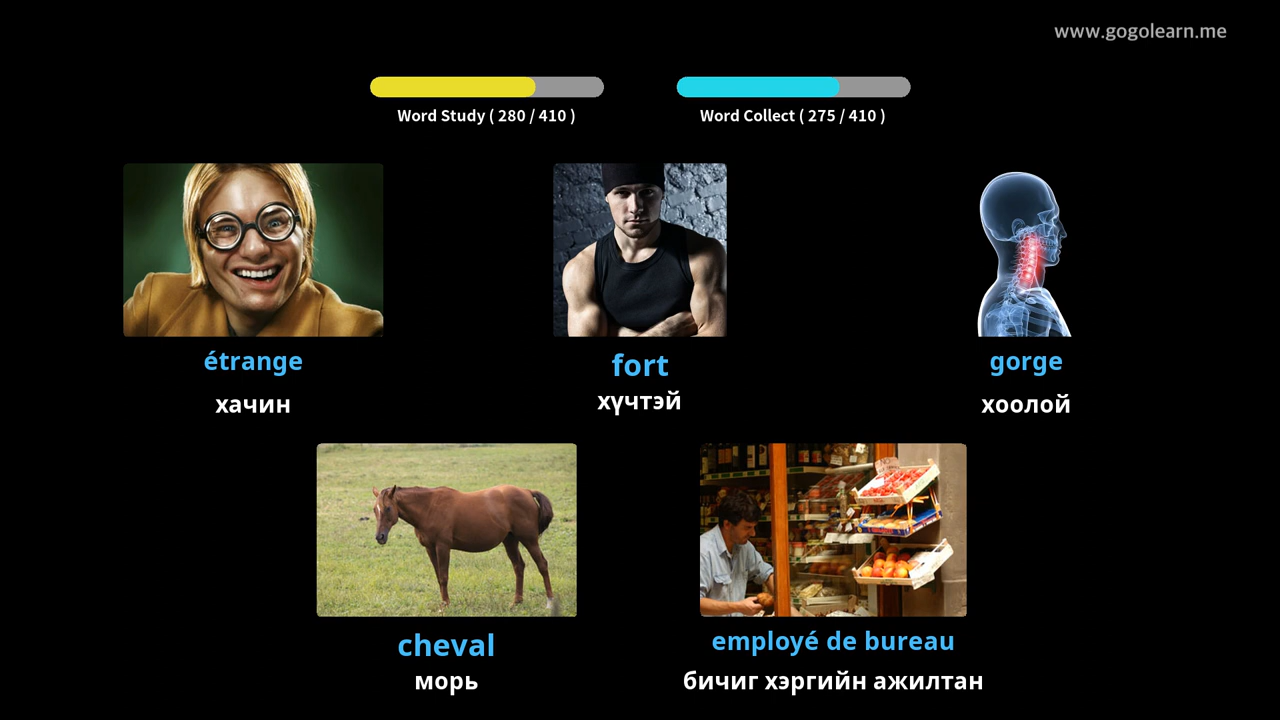 www.gogolearn.me
Word Study ( 280 / 410 )
Word Collect ( 275 / 410 )
étrange
fort
gorge
хачин
хүчтэй
хоолой
cheval
employé de bureau
морь
бичиг хэргийн ажилтан